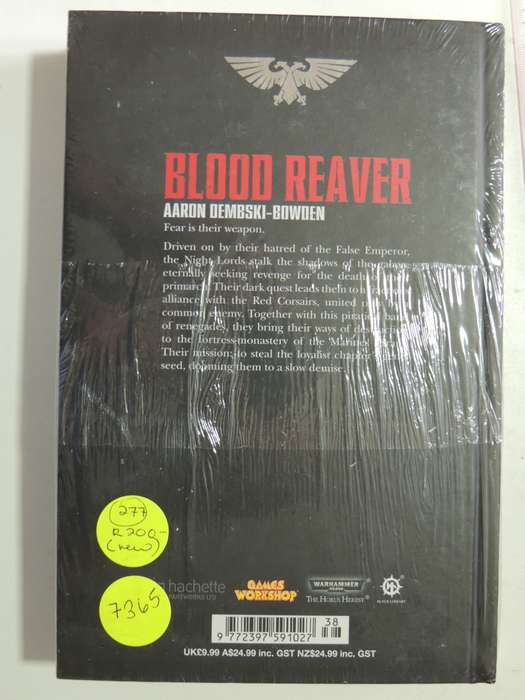 BLOOD REAVER
AARON DEMBSKI-BOWDEN
Fear is their weapon.
Driven on by their hatred of the False Emperor,
the Night Lords stalk the shadows of the
eternally seeking revenge for the death
primarch. Their dark quest leads them to
alliance with the Red Corsairs, united
common enemy. Together with this
of renegades, they bring their ways of
to the fortress-monastery of the Marines
Their mission: to steal the loyalist chapter
seed, dooming them to a slow demise.
277
R200-
(new)
7365
hachette
PARTWORKS LTD
GAMES
WORKSHOP
WARHAMMER
THE HORUS HERESY
BLACK LIBRARY
38
9 772397 591027
UK£9.99 A$24.99 inc. GST NZ$24.99 inc. GST